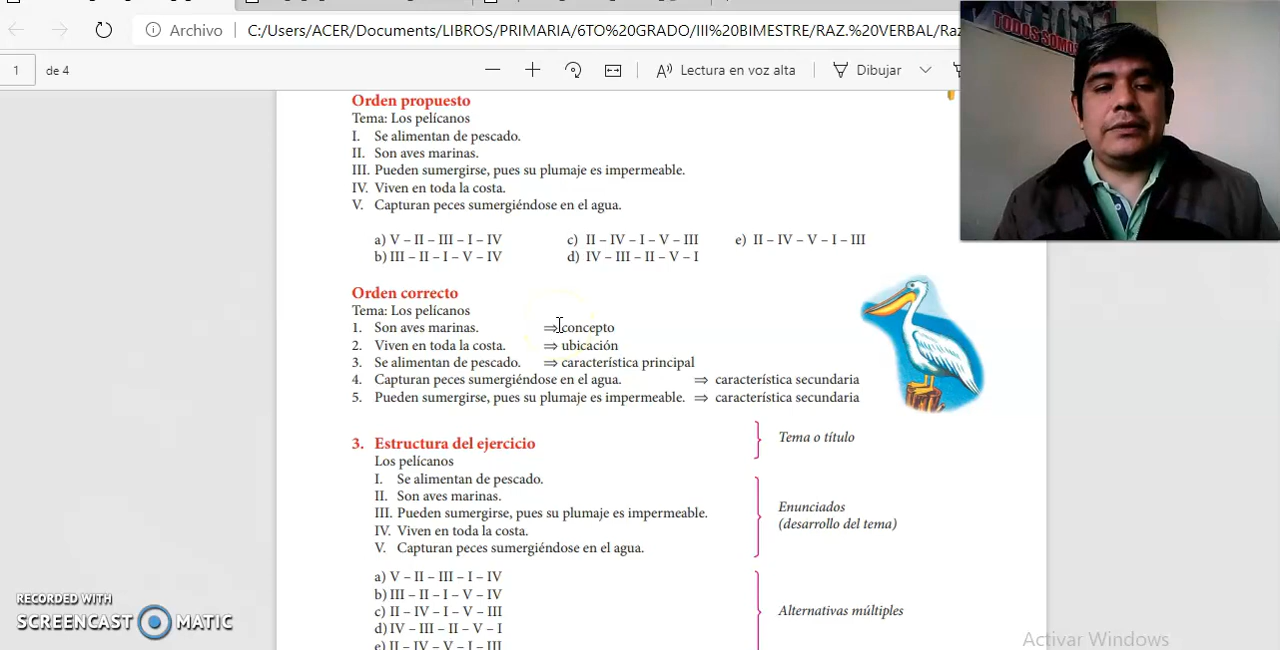 Archivo
C:/Users/ACER/Documents/LIBROS/PRIMARIA/6TO%20GRADO/III%20BIMESTRE/RAZ.%20VERBAL/Raz
TODOS SOMOS
1 de 4
Lectura en voz alta
Dibujar
Orden propuesto
Tema: Los pelícanos
I. Se alimentan de pescado.
II. Son aves marinas.
III. Pueden sumergirse, pues su plumaje es impermeable.
IV. Viven en toda la costa.
V. Capturan peces sumergiéndose en el agua.
a) V – II – III – I – IV
c) II – IV – I – V – III
e) II – IV – V – I – III
b) III – II – I – V – IV
d) IV – III – II – V – I
Orden correcto
Tema: Los pelícanos
1. Son aves marinas. ⇒ concepto
2. Viven en toda la costa. ⇒ ubicación
3. Se alimentan de pescado. ⇒ característica principal
4. Capturan peces sumergiéndose en el agua. ⇒ característica secundaria
5. Pueden sumergirse, pues su plumaje es impermeable. ⇒ característica secundaria
3. Estructura del ejercicio
Los pelícanos
Tema o título
I. Se alimentan de pescado.
II. Son aves marinas.
III. Pueden sumergirse, pues su plumaje es impermeable.
IV. Viven en toda la costa.
V. Capturan peces sumergiéndose en el agua.
Enunciados
(desarrollo del tema)
a) V – II – III – I – IV
b) III – II – I – V – IV
c) II – IV – I – V – III
d) IV – III – II – V – I
e) II – IV – V – I – III
Alternativas múltiples
RECORDED WITH
SCREENCAST MATIC
Activar Windows